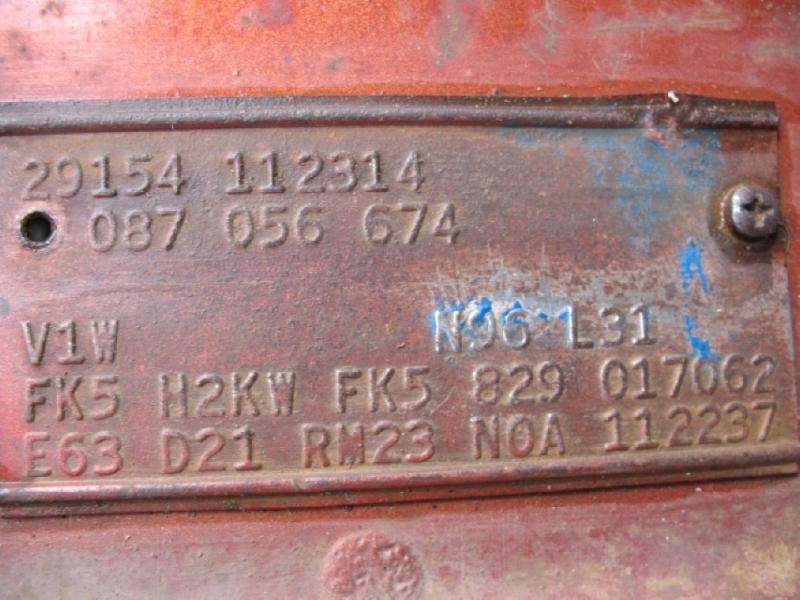 29154 112314
087 056 674
V1W N96 L31
FK5 H2KW FK5 829 017062
E63 D21 RM23 N0A 112237